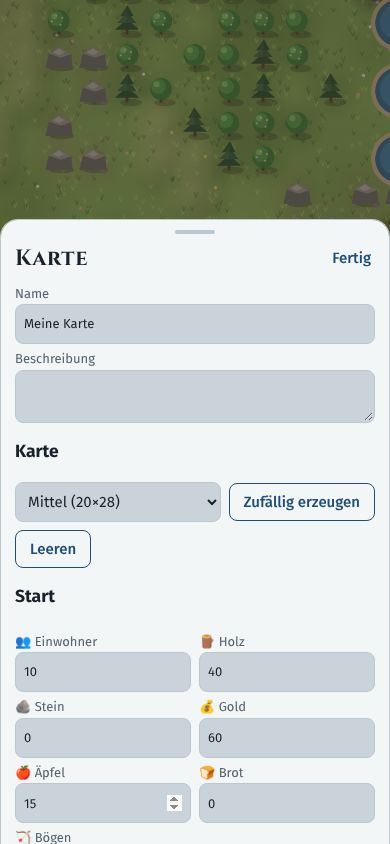 Karte
Fertig
Name
Meine Karte
Beschreibung
Karte
Mittel (20×28)
Zufällig erzeugen
Leeren
Start
Einwohner
Holz
10
40
Stein
Gold
0
60
Äpfel
Brot
15
0
Bögen